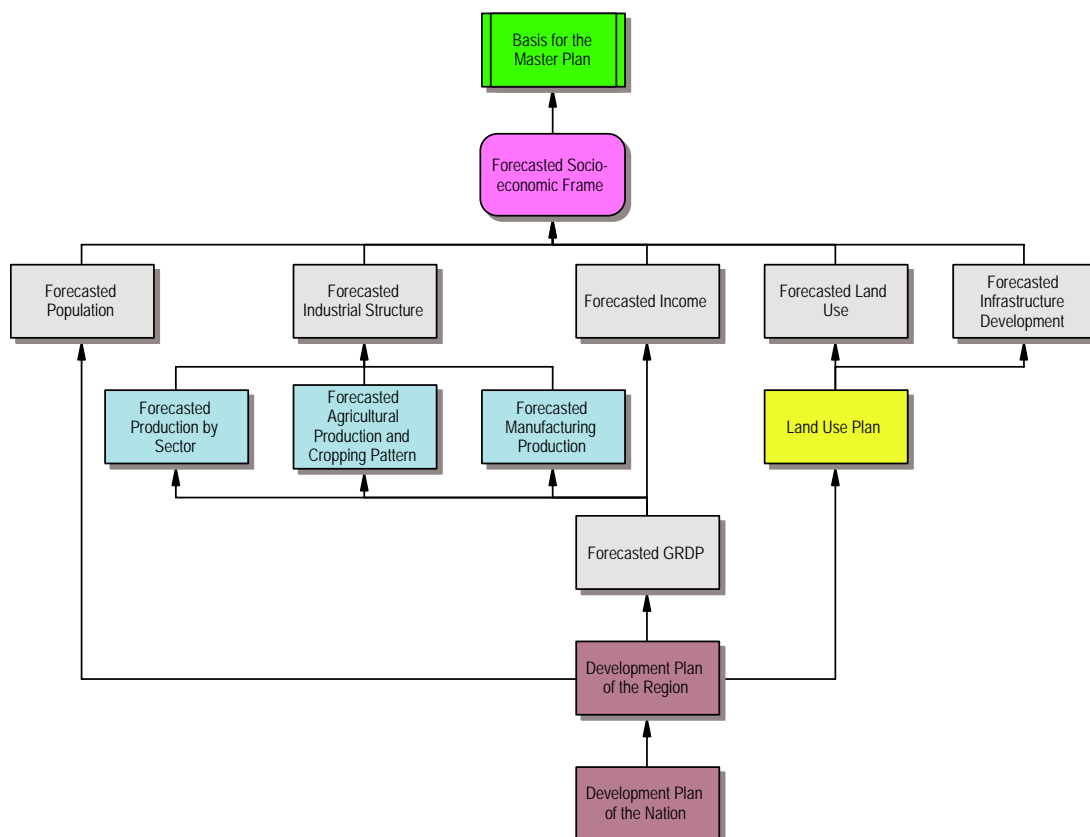 Basis for the
Master Plan
Forecasted Socio-
economic Frame
Forecasted
Population
Forecasted
Industrial Structure
Forecasted Income
Forecasted Land
Use
Forecasted
Infrastructure
Development
Forecasted
Production by
Sector
Forecasted
Agricultural
Production and
Cropping Pattern
Forecasted
Manufacturing
Production
Land Use Plan
Forecasted GRDP
Development Plan
of the Region
Development Plan
of the Nation